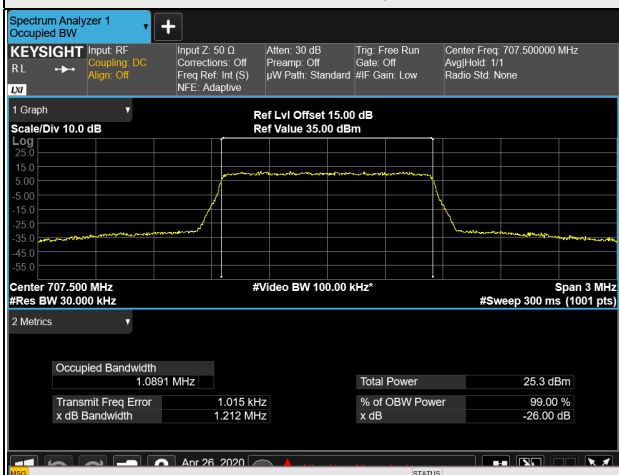 Spectrum Analyzer 1
Occupied BW
KEYSIGHT Input: RF Input Z: 50 Ω Atten: 30 dB Trig: Free Run Center Freq: 707.500000 MHz
RL Coupling: DC Corrections: Off Preamp: Off Gate: Off Avg|Hold: 1/1
Align: Off Freq Ref: Int (S) µW Path: Standard #IF Gain: Low Radio Std: None
LXI NFE: Adaptive
1 Graph Ref Lvl Offset 15.00 dB
Scale/Div 10.0 dB Ref Value 35.00 dBm
Log
25.0
15.0
5.00
-5.00
-15.0
-25.0
-35.0
-45.0
-55.0
Center 707.500 MHz #Video BW 100.00 kHz* Span 3 MHz
#Res BW 30.000 kHz #Sweep 300 ms (1001 pts)
2 Metrics
Occupied Bandwidth
1.0891 MHz Total Power 25.3 dBm
Transmit Freq Error 1.015 kHz % of OBW Power 99.00 %
x dB Bandwidth 1.212 MHz x dB -26.00 dB
Apr 26, 2020
MSG STATUS